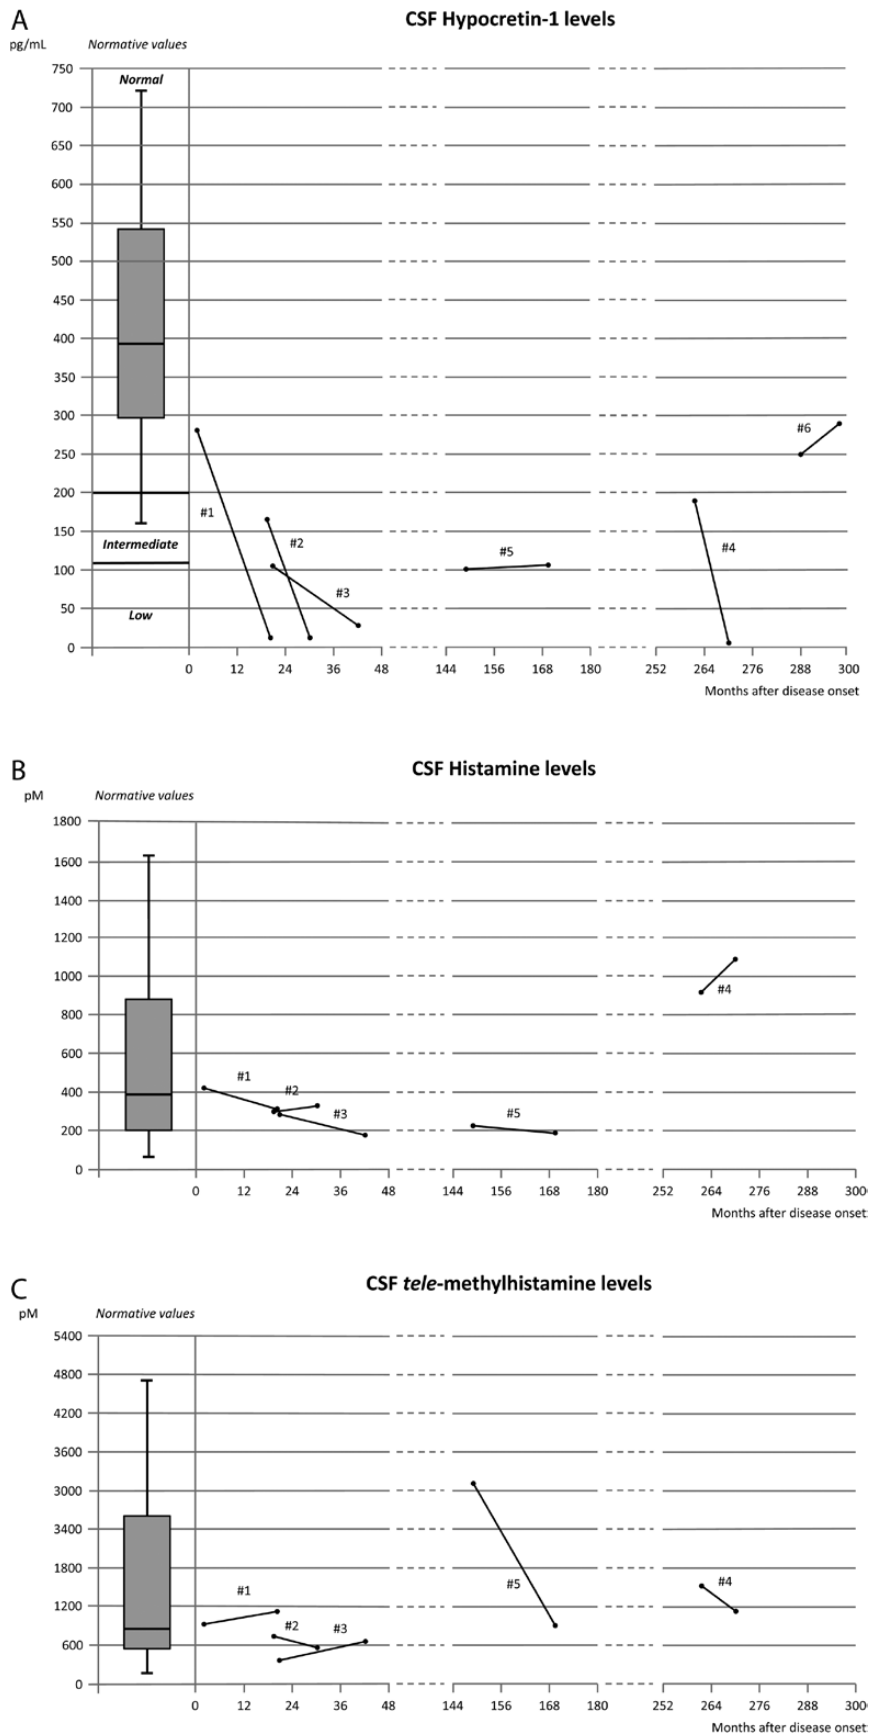 A
CSF Hypocretin-1 levels
pg/mL
Normative values
750
Normal
700
650
600
550
500
450
400
350
300
#6
250
200
#1
150
#2
Intermediate
#5
#4
100
#3
50
Low
0
0 12 24 36 48 144 156 168 180 252 264 276 288 300
Months after disease onset
B
CSF Histamine levels
pM
Normative values
1800
1600
1400
1200
1000
#4
800
600
#1
#2
400
#3
#5
200
0
0 12 24 36 48 144 156 168 180 252 264 276 288 300
Months after disease onset
C
CSF tele-methylhistamine levels
pM
Normative values
5400
4800
4200
3600
3000
3400
1800
#1
#5
#4
1200
#2
#3
600
0
0 12 24 36 48 144 156 168 180 252 264 276 288 300
Months after disease onset